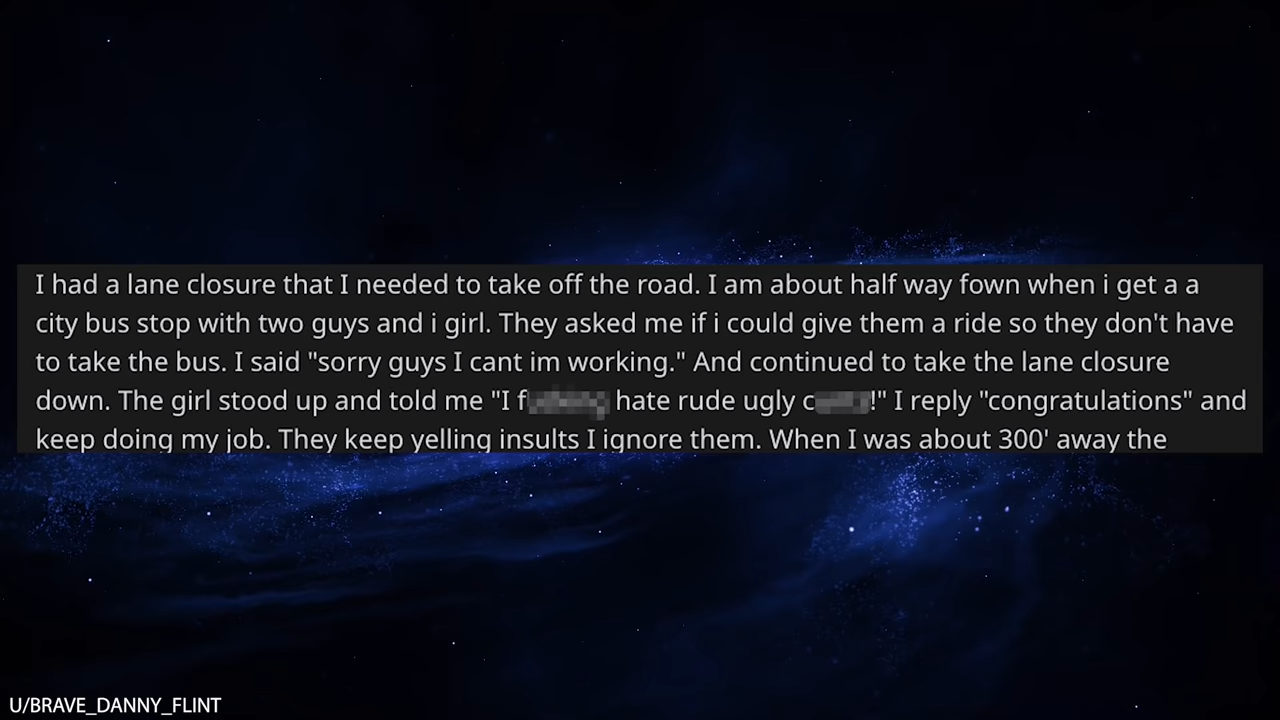 I had a lane closure that I needed to take off the road. I am about half way fown when i get a a
city bus stop with two guys and i girl. They asked me if i could give them a ride so they don't have
to take the bus. I said "sorry guys I cant im working." And continued to take the lane closure
down. The girl stood up and told me "I f hate rude ugly c !" I reply "congratulations" and
keep doing my job. They keep yelling insults I ignore them. When I was about 300' away the
U/BRAVE_DANNY_FLINT